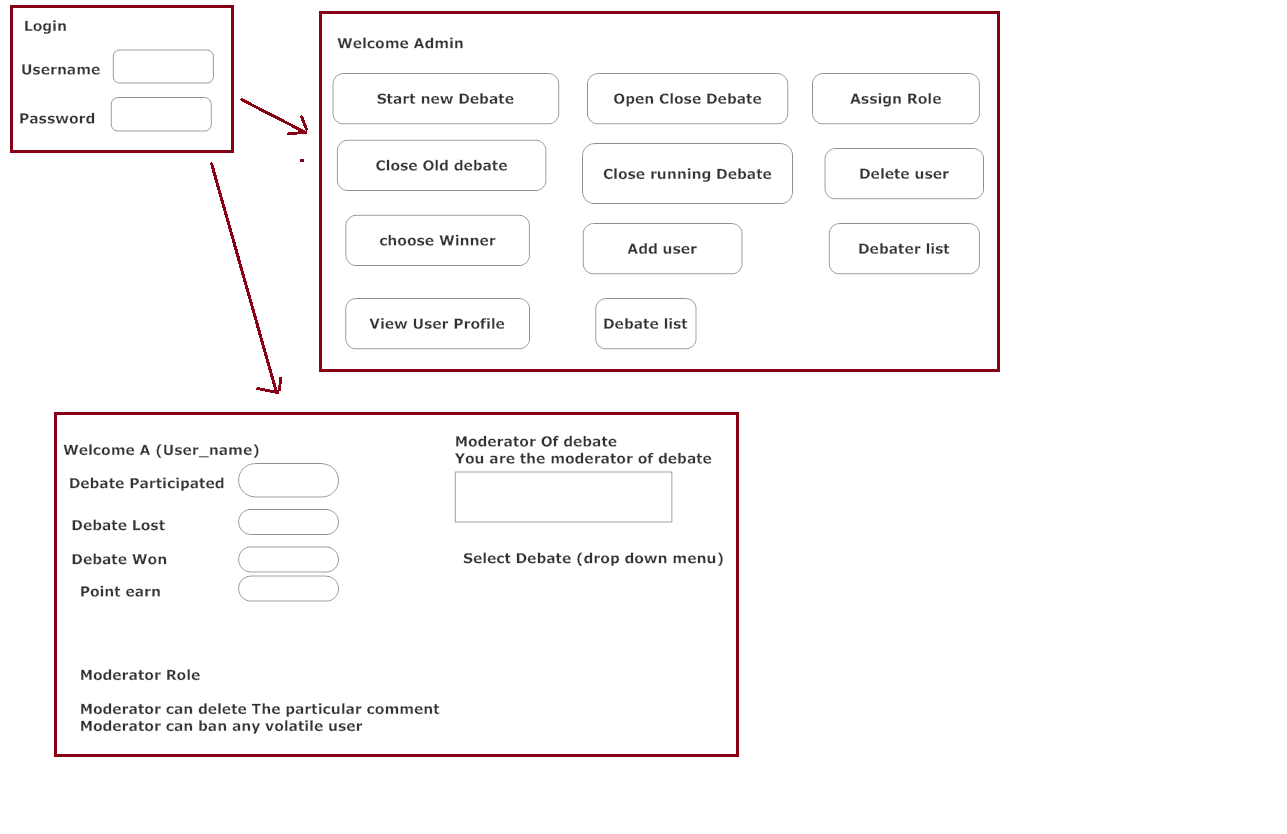 Login
Username
Password
Welcome Admin
Start new Debate
Open Close Debate
Assign Role
Close Old debate
Close running Debate
Delete user
choose Winner
Add user
Debater list
View User Profile
Debate list
Welcome A (User_name)
Debate Participated
Debate Lost
Debate Won
Point earn
Moderator Of debate
You are the moderator of debate
Select Debate (drop down menu)
Moderator Role
Moderator can delete The particular comment
Moderator can ban any volatile user